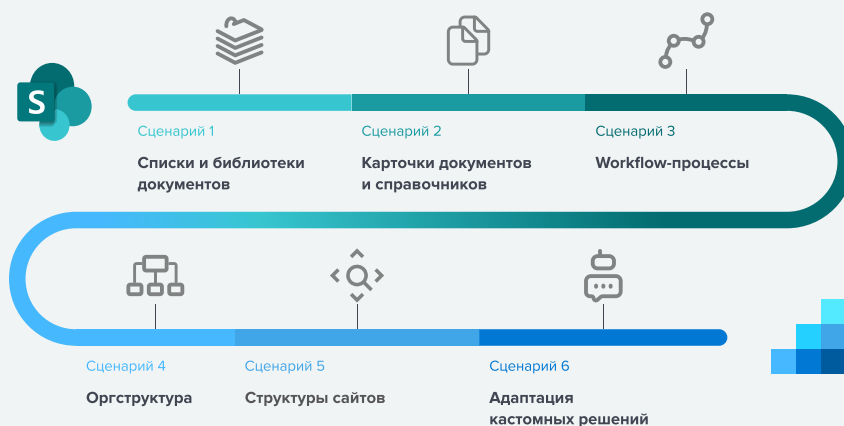 S
Сценарий 1
Сценарий 2
Сценарий 3
Списки и библиотеки
документов
Карточки документов
и справочников
Workflow-процессы
Сценарий 4
Сценарий 5
Сценарий 6
Оргструктура
Структуры сайтов
Адаптация
кастомных решений